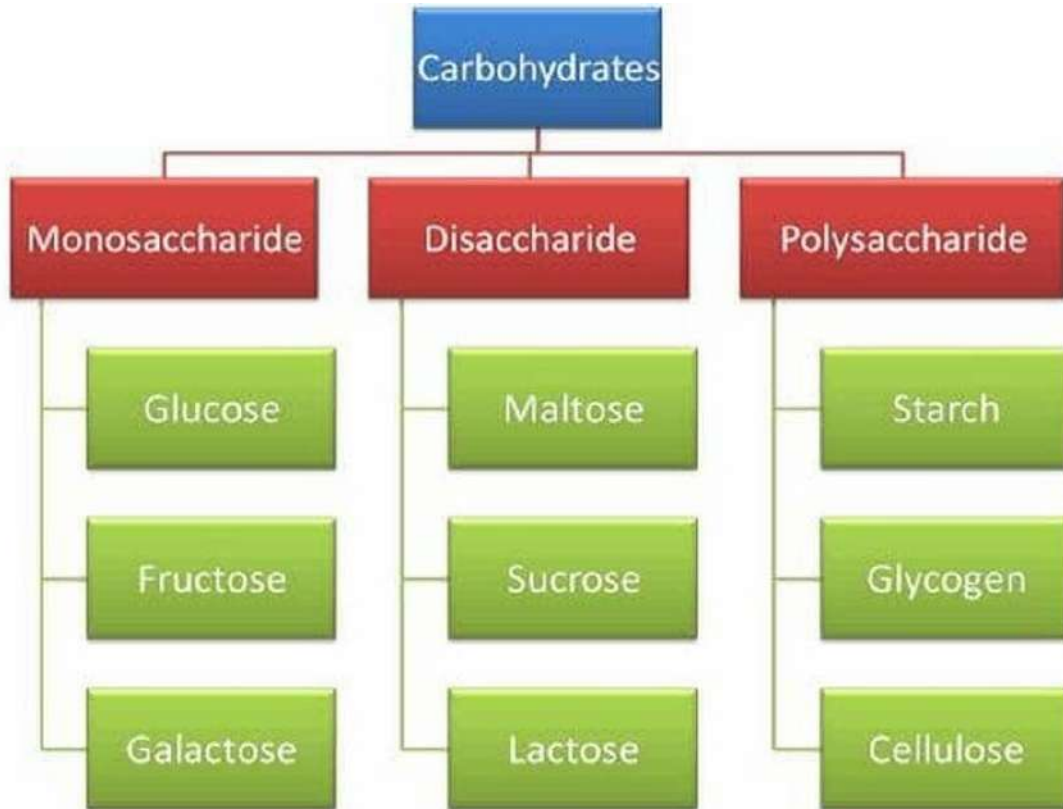 Carbohydrates
Monosaccharide
Disaccharide
Polysaccharide
Glucose
Maltose
Starch
Fructose
Sucrose
Glycogen
Galactose
Lactose
Cellulose